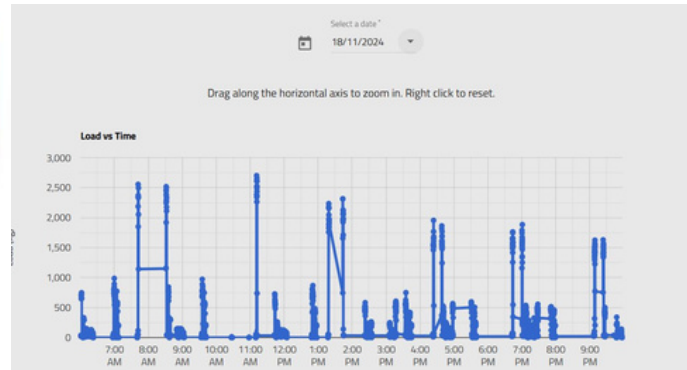 Select a date *
18/11/2024
Drag along the horizontal axis to zoom in. Right click to reset.
Load vs Time
3,000
2,500
2,000
1,500
1,000
500
0
7:00 8:00 9:00 10:00 11:00 12:00 1:00 2:00 3:00 4:00 5:00 6:00 7:00 8:00 9:00
AM AM AM AM AM PM PM PM PM PM PM PM PM PM PM